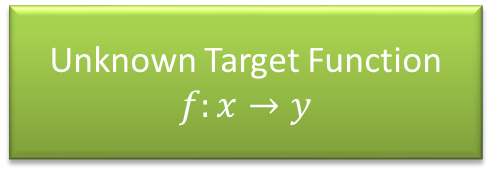 Unknown Target Function
f: x → y